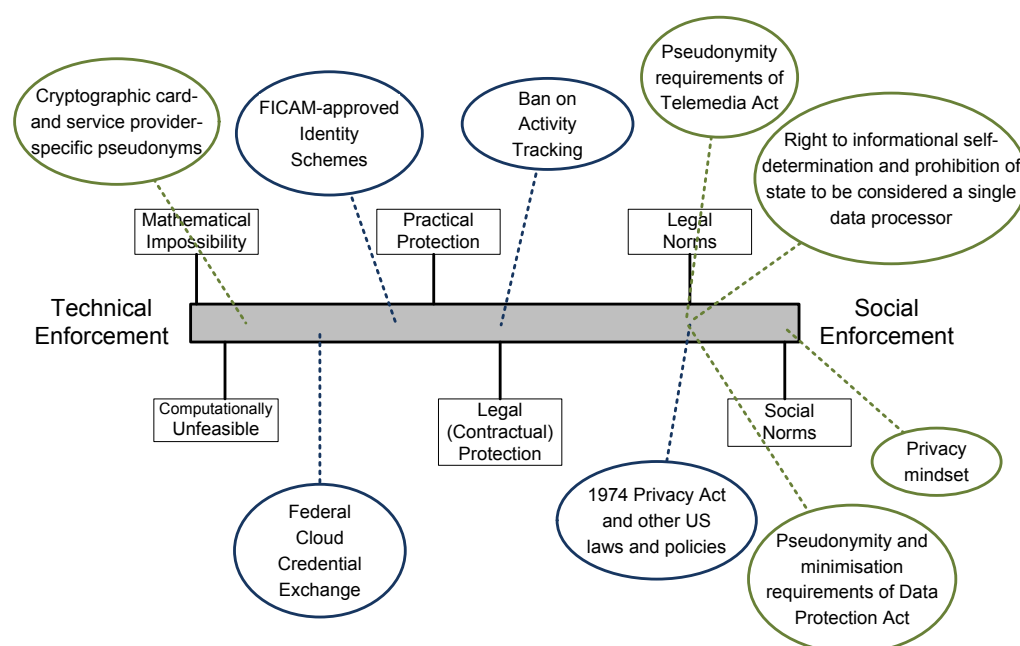 Pseudonymity
requirements of
Telemedia Act
Cryptographic card-
and service provider-
specific pseudonyms
FICAM-approved
Identity
Schemes
Ban on
Activity
Tracking
Right to informational self-
determination and prohibition of
state to be considered a single
data processor
Mathematical
Impossibility
Practical
Protection
Legal
Norms
Technical
Enforcement
Social
Enforcement
Computationally
Unfeasible
Legal
(Contractual)
Protection
Social
Norms
Privacy
mindset
Federal
Cloud
Credential
Exchange
1974 Privacy Act
and other US
laws and policies
Pseudonymity and
minimisation
requirements of Data
Protection Act